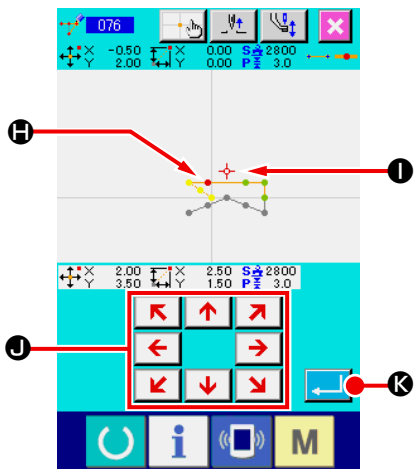 076
X -0.50 X 0.00 S 2800
Y 2.00 Y 0.00 P 3.0
H
I
X 2.00 X 2.50 S 2800
Y 3.50 Y 1.50 P 3.0
J
K
i M